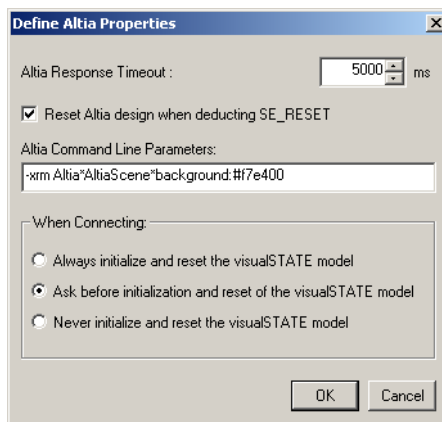 Define Altia Properties
Altia Response Timeout :
5000
ms
Reset Altia design when deducting SE_RESET
Altia Command Line Parameters:
-xrm Altia*AltiaScene*background:#f7e400
When Connecting:
Always initialize and reset the visualSTATE model
Ask before initialization and reset of the visualSTATE model
Never initialize and reset the visualSTATE model
OK
Cancel